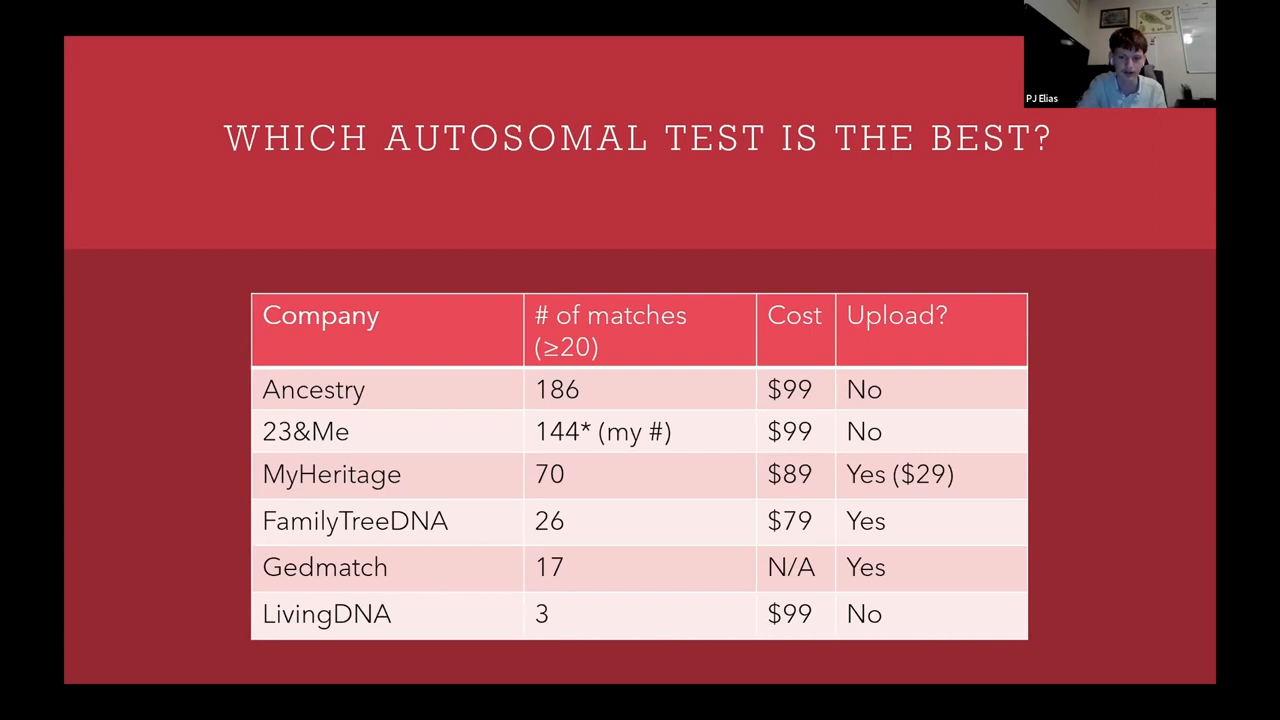 PJ Elias
WHICH AUTOSOMAL TEST IS THE BEST?
Company # of matches (≥20) Cost Upload?
Ancestry 186 $99 No
23&Me 144* (my #) $99 No
MyHeritage 70 $89 Yes ($29)
FamilyTreeDNA 26 $79 Yes
Gedmatch 17 N/A Yes
LivingDNA 3 $99 No